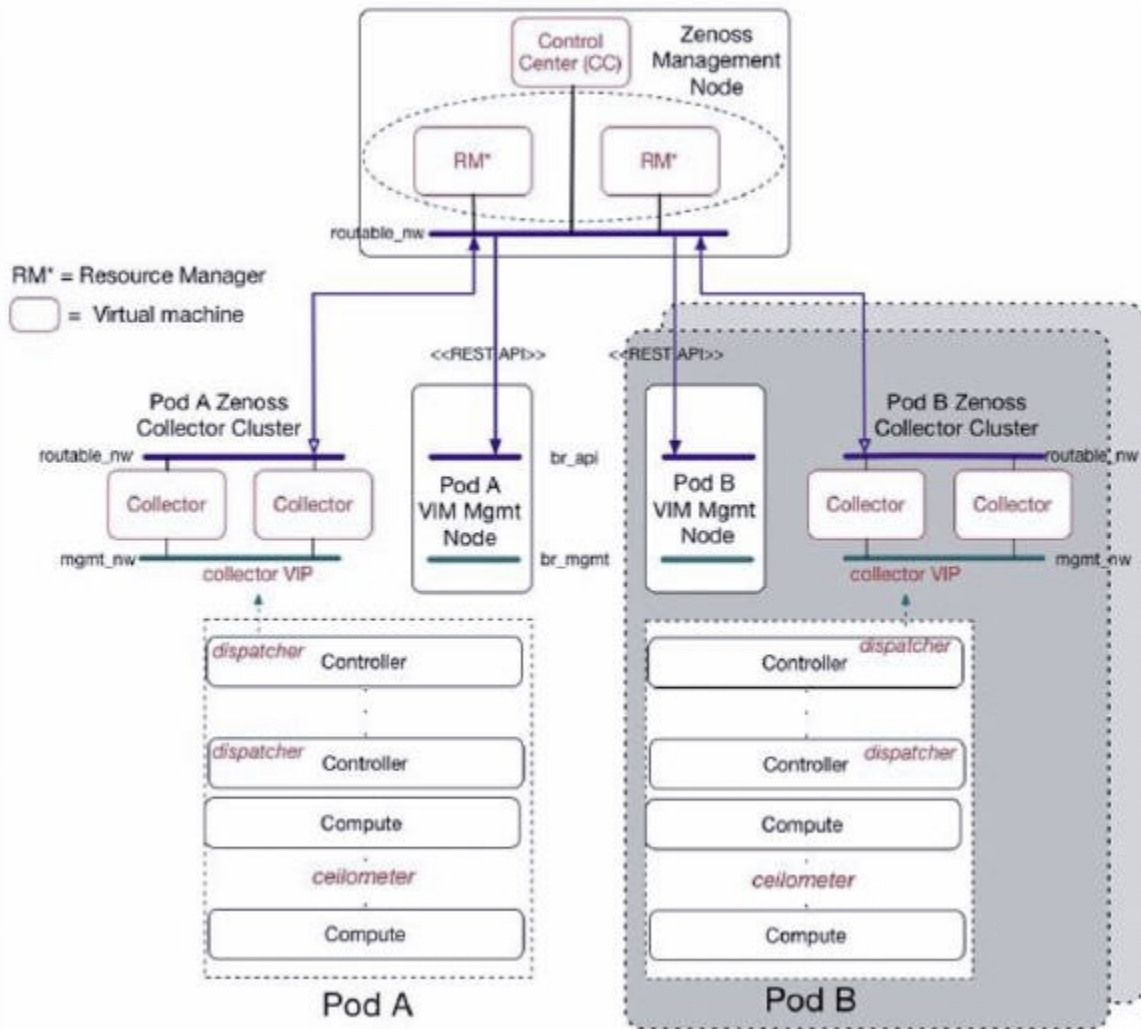 Control
Center (CC)
Zenoss
Management
Node
RM*
RM*
routable_nw
RM* = Resource Manager
= Virtual machine
<<REST API>>
<<REST API>>
Pod A Zenoss
Collector Cluster
Pod B Zenoss
Collector Cluster
routable_nw
br_api
routable_nw
Collector
Collector
Pod A
VIM Mgmt
Node
Pod B
VIM Mgmt
Node
Collector
Collector
mgmt_nw
br_mgmt
mgmt_nw
collector VIP
collector VIP
dispatcher
Controller
Controller
dispatcher
dispatcher
Controller
Controller
dispatcher
Compute
Compute
ceilometer
ceilometer
Compute
Compute
Pod A
Pod B